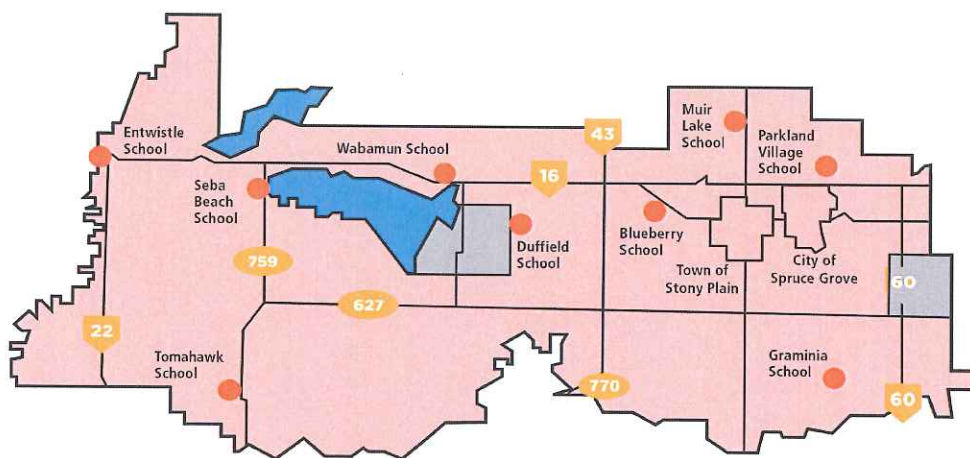 Entwistle
School
Wabamun School
Seba
Beach
School
43
16
Muir
Lake
School
Parkland
Village
School
Duffield
School
Blueberry
School
Town of
Stony Plain
City of
Spruce Grove
759
627
60
22
Tomahawk
School
770
Graminia
School
60